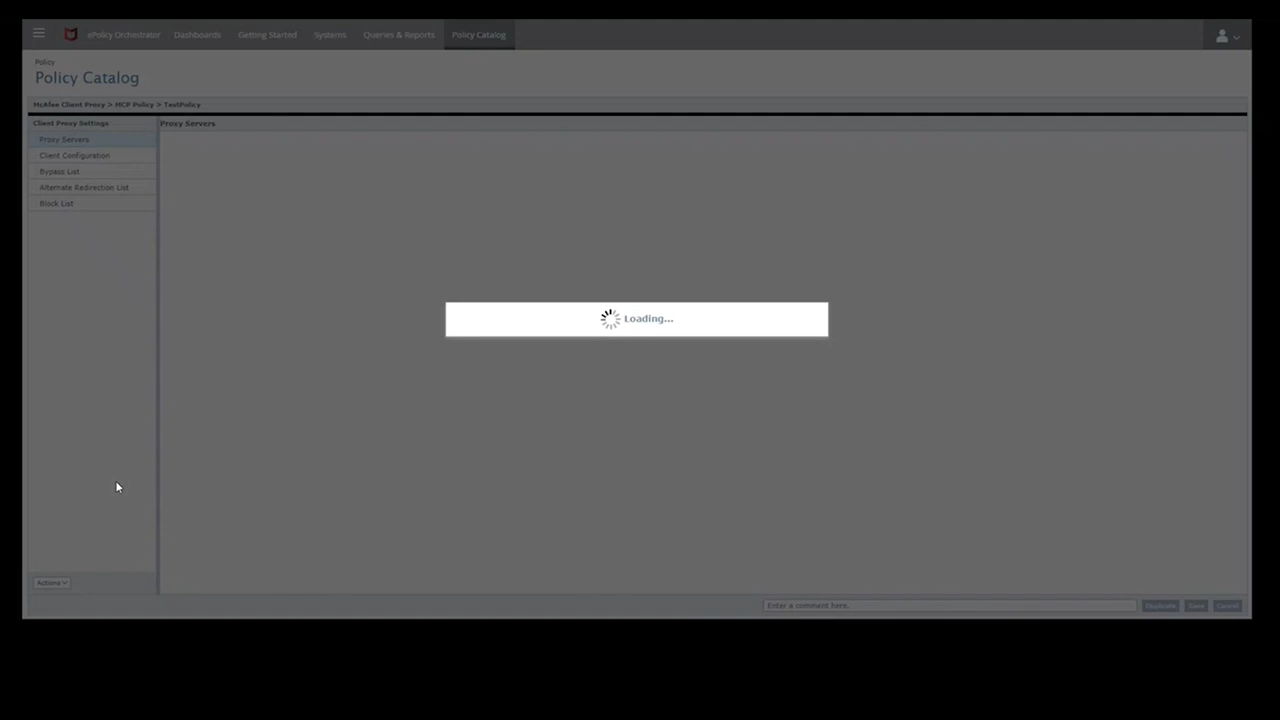 ePolicy Orchestrator Dashboards Getting Started Systems Queries & Reports Policy Catalog
Policy
Policy Catalog
McAfee Client Proxy > MCP Policy > TestPolicy
Client Proxy Settings
Proxy Servers
Proxy Servers
Client Configuration
Bypass List
Alternate Redirection List
Block List
Loading...
Actions
Enter a comment here.
Duplicate Save Cancel